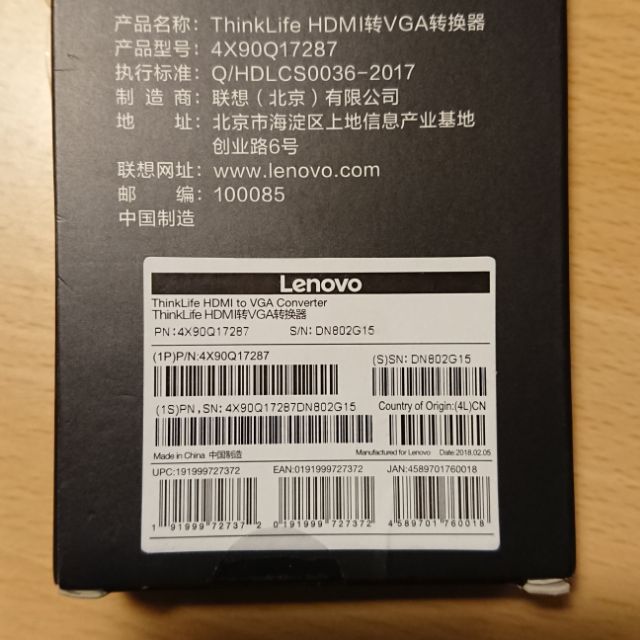 产品名称：ThinkLife HDMI转VGA转换器
产品型号：4X90Q17287
执行标准：Q/HDLCS0036-2017
制 造 商：联想（北京）有限公司
地 址：北京市海淀区上地信息产业基地
创业路6号
联想网址：www.lenovo.com
邮 编：100085
中国制造
Lenovo
ThinkLife HDMI to VGA Converter
ThinkLife HDMI转VGA转换器
PN:4X90Q17287 S/N: DN802G15
(1P)P/N:4X90Q17287 (S)SN: DN802G15
(1S)PN,SN: 4X90Q17287DN802G15 Country of Origin:(4L)CN
Made in China 中国制造 Manufactured for Lenovo Date:2018.02.05
UPC:191999727372 EAN:0191999727372 JAN:4589701760018
1 91999 72737 2 0 191999 727372 4 589701 760018